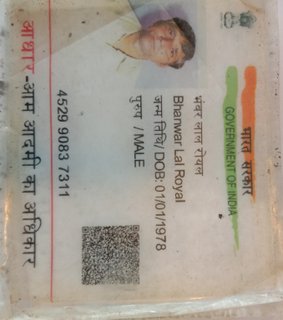 भारत सरकार
GOVERNMENT OF INDIA
भंवर लाल रोयल
Bhanwar Lal Royal
जन्म तिथि/ DOB: 01/01/1978
पुरुष / MALE
4529 9083 7311
आधार-आम आदमी का अधिकार